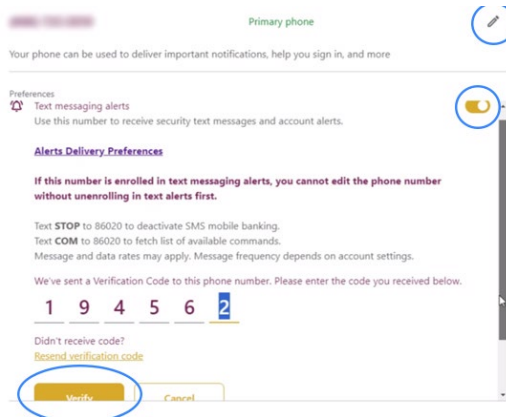 Primary phone
Your phone can be used to deliver important notifications, help you sign in, and more
Preferences
Text messaging alerts
Use this number to receive security text messages and account alerts.
Alerts Delivery Preferences
If this number is enrolled in text messaging alerts, you cannot edit the phone number
without unenrolling in text alerts first.
Text STOP to 86020 to deactivate SMS mobile banking.
Text COM to 86020 to fetch list of available commands.
Message and data rates may apply. Message frequency depends on account settings.
We've sent a Verification Code to this phone number. Please enter the code you received below.
1 9 4 5 6 2
Didn't receive code?
Resend verification code
Verify Cancel